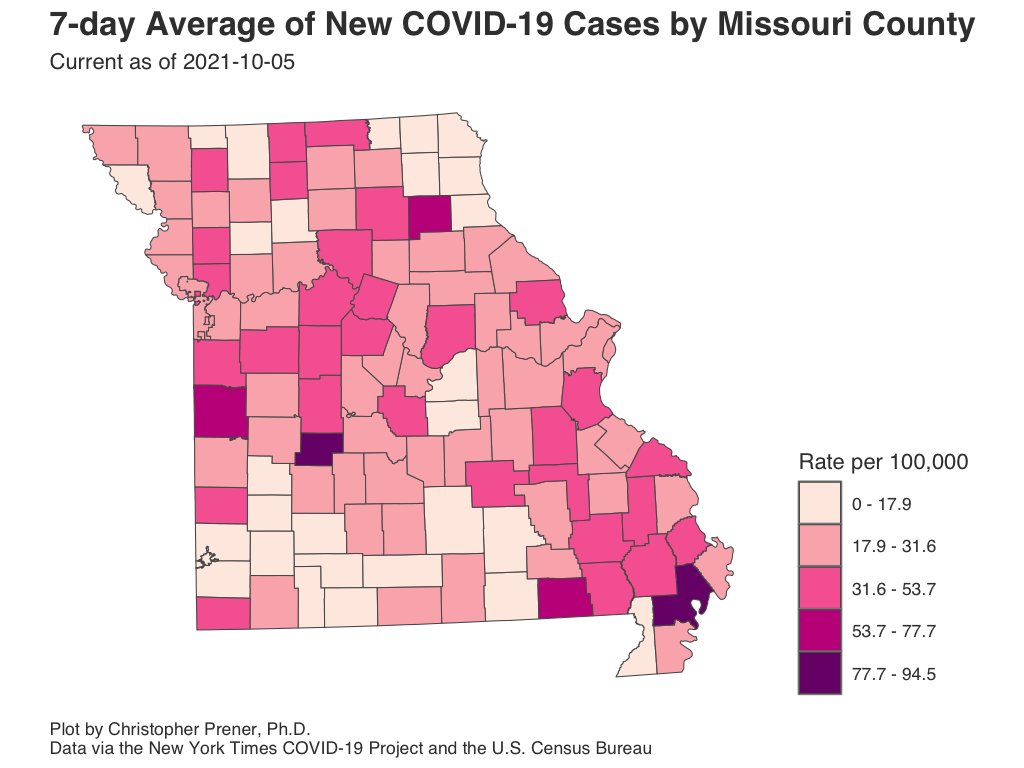 7-day Average of New COVID-19 Cases by Missouri County
Current as of 2021-10-05
Rate per 100,000
0 - 17.9
17.9 - 31.6
31.6 - 53.7
53.7 - 77.7
77.7 - 94.5
Plot by Christopher Prener, Ph.D.
Data via the New York Times COVID-19 Project and the U.S. Census Bureau